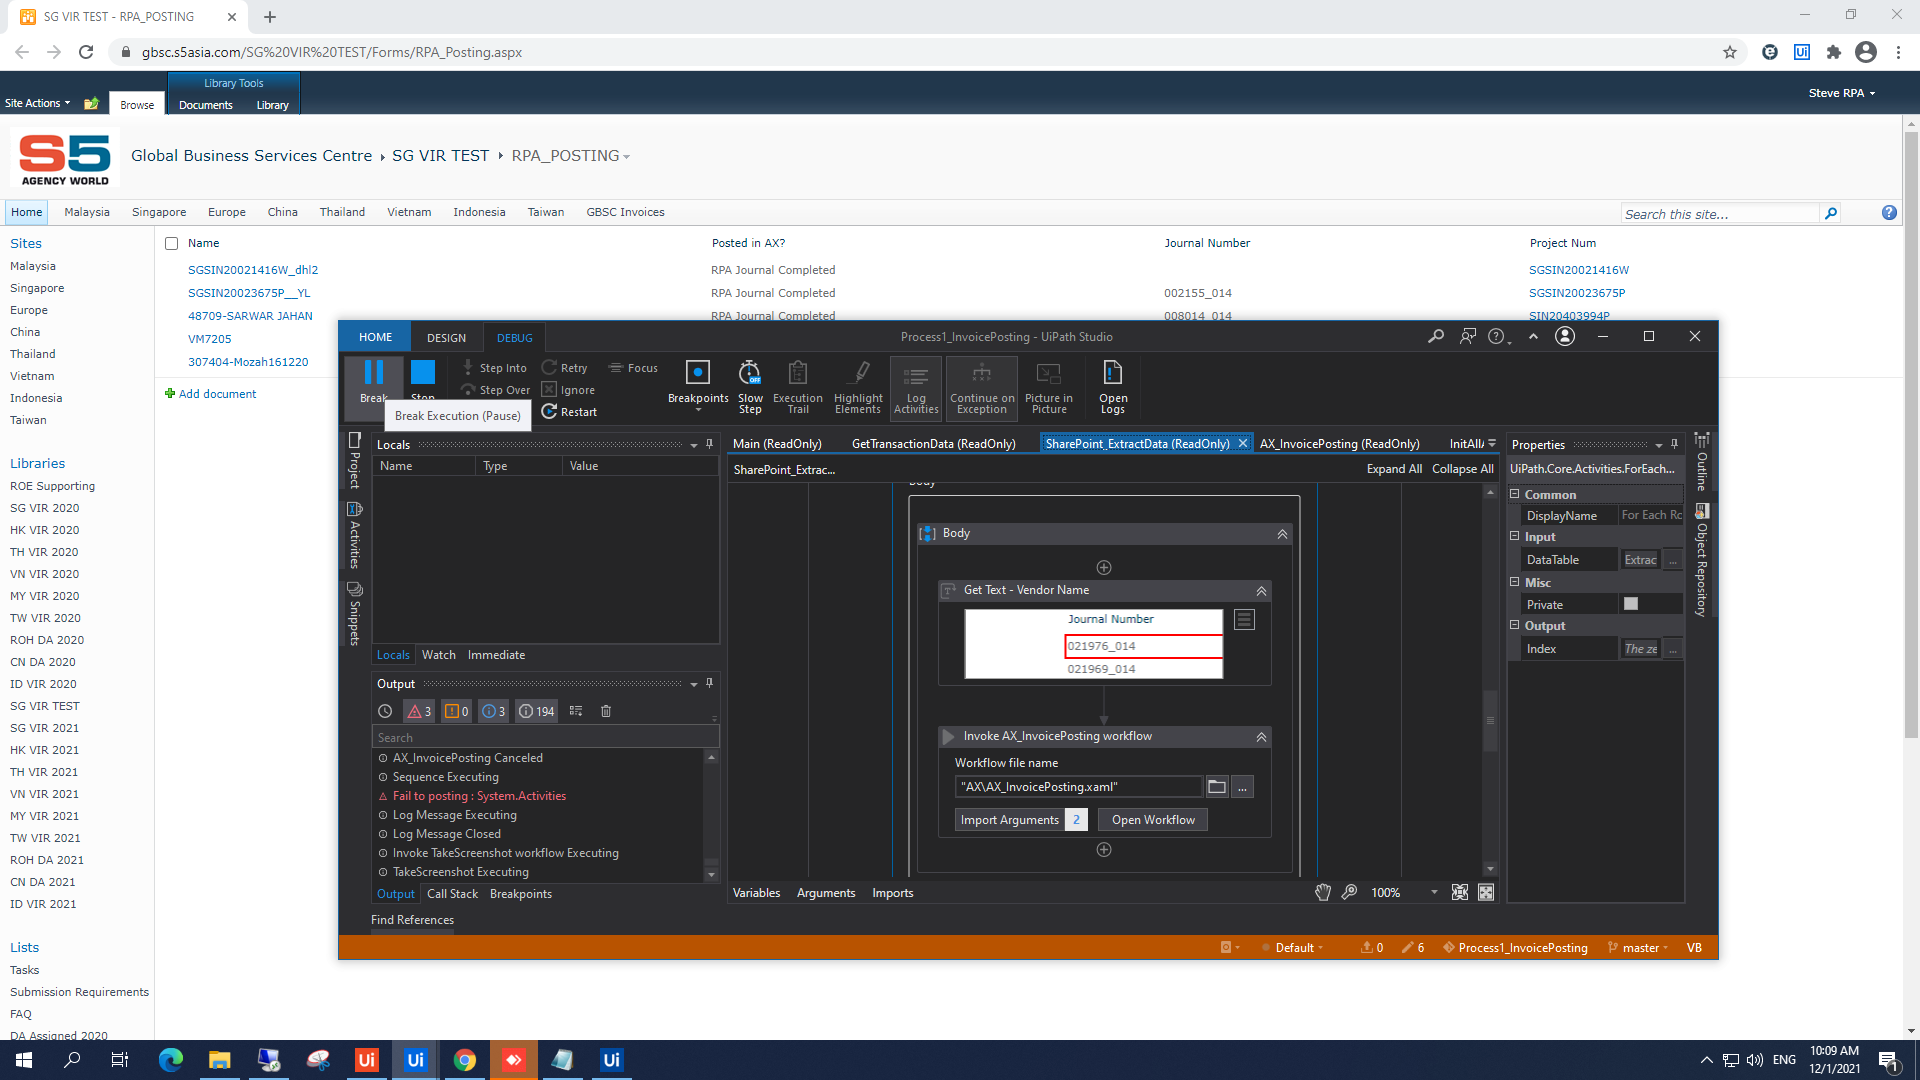 SG VIR TEST - RPA_POSTING
gbsc.s5asia.com/SG%20VIR%20TEST/Forms/RPA_Posting.aspx
Library Tools
Site Actions
Browse
Documents
Library
Steve RPA
S5
AGENCY WORLD
Global Business Services Centre
SG VIR TEST
RPA_POSTING
Home
Malaysia
Singapore
Europe
China
Thailand
Vietnam
Indonesia
Taiwan
GBSC Invoices
Search this site...
Sites
Malaysia
Singapore
Europe
China
Thailand
Vietnam
Indonesia
Taiwan
Libraries
ROE Supporting
SG VIR 2020
HK VIR 2020
TH VIR 2020
VN VIR 2020
MY VIR 2020
TW VIR 2020
ROH DA 2020
CN DA 2020
ID VIR 2020
SG VIR TEST
SG VIR 2021
HK VIR 2021
TH VIR 2021
VN VIR 2021
MY VIR 2021
TW VIR 2021
ROH DA 2021
CN DA 2021
ID VIR 2021
Lists
Tasks
Submission Requirements
FAQ
DA Assigned 2020
Name Posted in AX? Journal Number Project Num
SGSIN20021416W_dhl2 RPA Journal Completed SGSIN20021416W
SGSIN20023675P__YL RPA Journal Completed 002155_014 SGSIN20023675P
48709-SARWAR JAHAN RPA Journal Completed 008014_014 SIN20403994P
VM7205
307404-Mozah161220
Add document
HOME
DESIGN
DEBUG
Process1_InvoicePosting - UiPath Studio
Break
Stop
Step Into
Step Over
Retry
Ignore
Restart
Focus
Breakpoints
Slow Step
OFF
Execution Trail
Highlight Elements
Log Activities
Continue on Exception
Picture in Picture
Open Logs
Break Execution (Pause)
Project
Activities
Snippets
Locals
Name Type Value
Locals
Watch
Immediate
Output
3
0
3
194
Search
AX_InvoicePosting Canceled
Sequence Executing
Fail to posting : System.Activities
Log Message Executing
Log Message Closed
Invoke TakeScreenshot workflow Executing
TakeScreenshot Executing
Output
Call Stack
Breakpoints
Find References
Main (ReadOnly)
GetTransactionData (ReadOnly)
SharePoint_ExtractData (ReadOnly)
AX_InvoicePosting (ReadOnly)
InitAll
SharePoint_Extrac...
Expand All
Collapse All
Body
Body
Get Text - Vendor Name
Journal Number
021976_014
021969_014
Invoke AX_InvoicePosting workflow
Workflow file name
"AX\AX_InvoicePosting.xaml"
...
Import Arguments
2
Open Workflow
Variables
Arguments
Imports
100%
Properties
UiPath.Core.Activities.ForEach...
Common
DisplayName For Each Rc
Input
DataTable Extrac ...
Misc
Private
Output
Index The ze ...
Outline
Object Repository
Default
0
6
Process1_InvoicePosting
master
VB
Ui
Ui
Ui
ENG
10:09 AM
12/1/2021
1